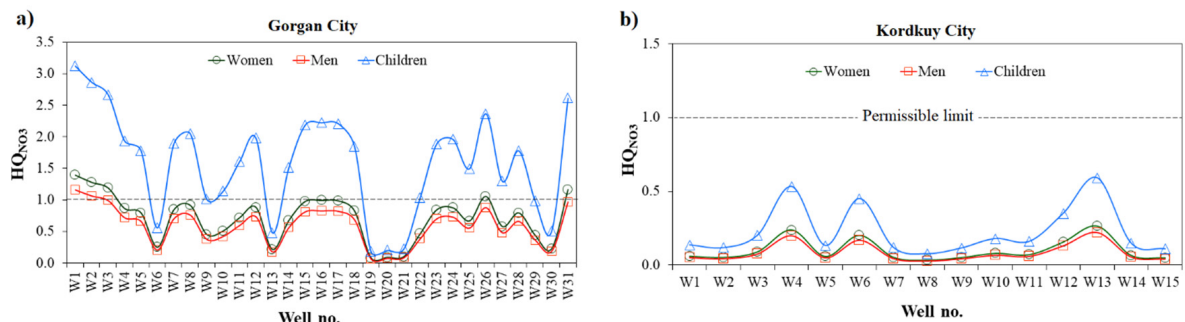 a)
Gorgan City
3.5
3.0
2.5
2.0
1.5
1.0
0.5
0.0
HQNO3
Women Men Children
W1 W2 W3 W4 W5 W6 W7 W8 W9 W10 W11 W12 W13 W14 W15 W16 W17 W18 W19 W20 W21 W22 W23 W24 W25 W26 W27 W28 W29 W30 W31
Well no.
b)
Kordkuy City
1.5
1.0
0.5
0.0
HQNO3
Women Men Children
Permissible limit
W1 W2 W3 W4 W5 W6 W7 W8 W9 W10 W11 W12 W13 W14 W15
Well no.